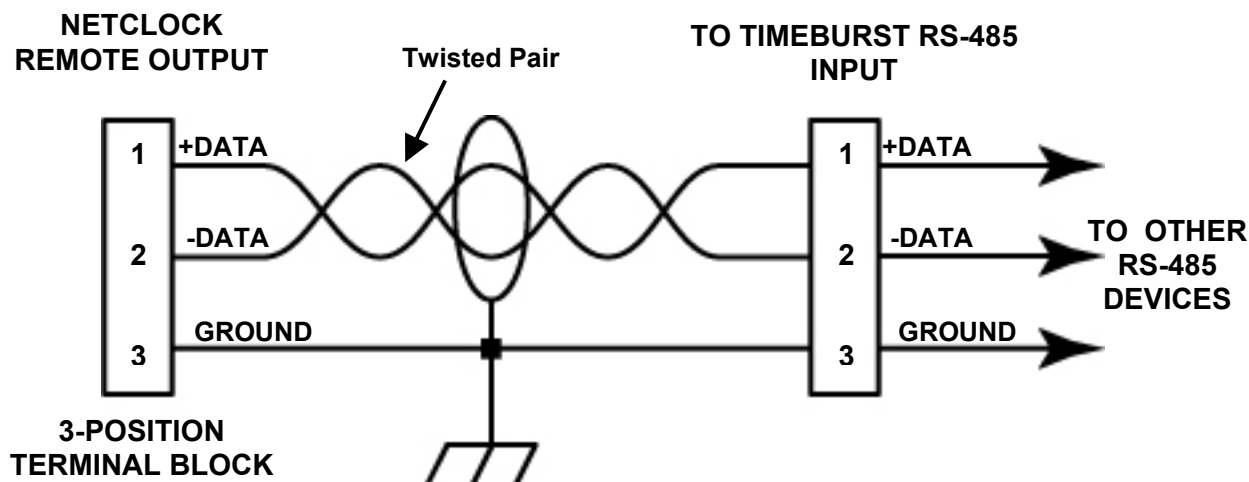 NETCLOCK
REMOTE OUTPUT
Twisted Pair
TO TIMEBURST RS-485
INPUT
1
+DATA
2
-DATA
3
GROUND
1
+DATA
2
-DATA
3
GROUND
TO OTHER
RS-485
DEVICES
3-POSITION
TERMINAL BLOCK